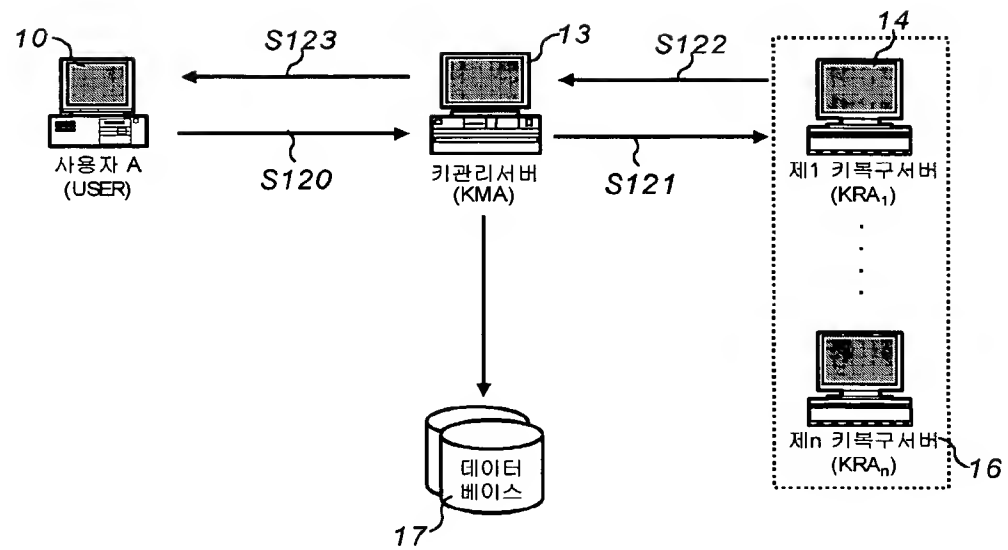 10
S123
13
S122
14
S120
S121
사용자 A
(USER)
키관리서버
(KMA)
제1 키복구서버
(KRA₁)
제n 키복구서버
(KRAₙ)
16
데이터
베이스
17